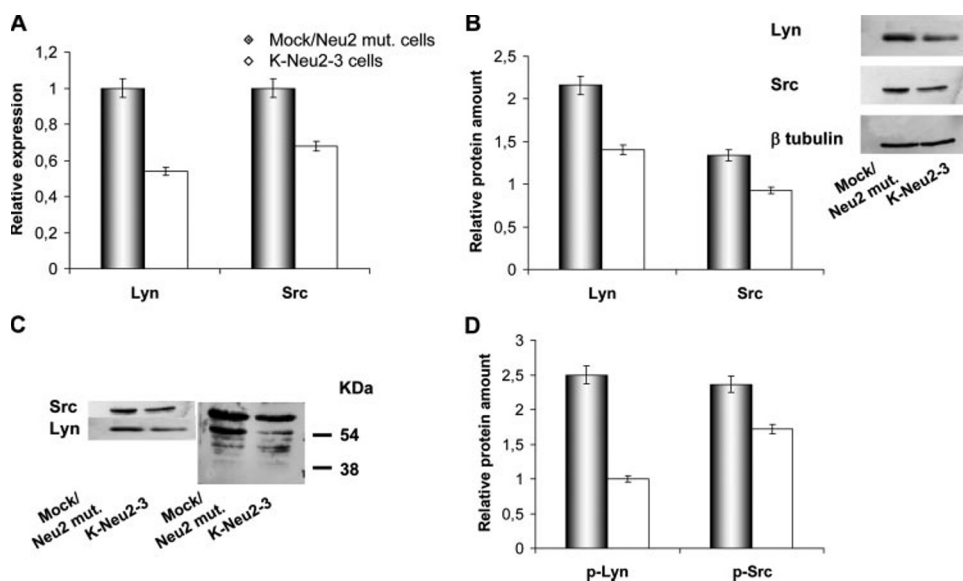 A
Relative expression
1,2
1
0,8
0,6
0,4
0,2
0
Mock/Neu2 mut. cells
K-Neu2-3 cells
Lyn
Src
B
Relative protein amount
2,5
2
1,5
1
0,5
0
Lyn
Src
Lyn
Src
β tubulin
Mock/
Neu2 mut.
K-Neu2-3
C
Src
Lyn
KDa
54
38
Mock/
Neu2 mut.
K-Neu2-3
Mock/
Neu2 mut.
K-Neu2-3
D
Relative protein amount
3
2,5
2
1,5
1
0,5
0
p-Lyn
p-Src